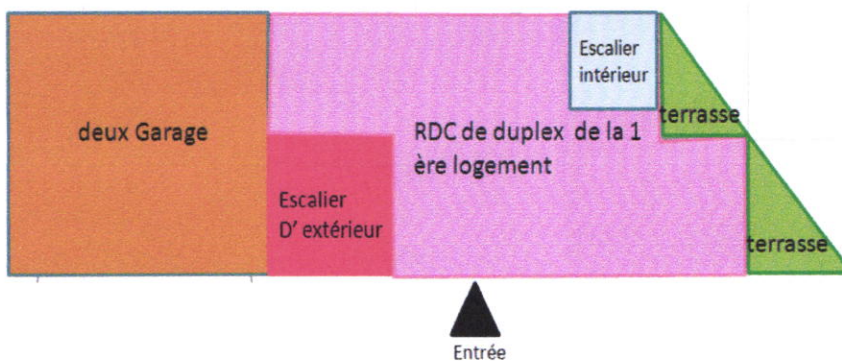 deux Garage
Escalier
D' extérieur
RDC de duplex de la 1
ère logement
Escalier
intérieur
terrasse
terrasse
Entrée